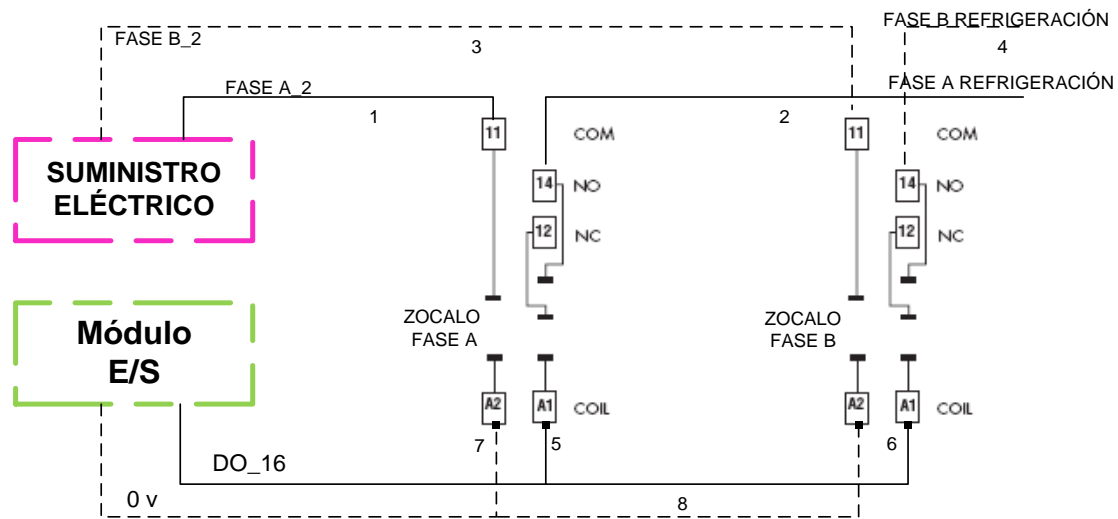 FASE B REFRIGERACIÓN
FASE B_2
3
4
FASE A_2
FASE A REFRIGERACIÓN
1
2
11
COM
11
COM
SUMINISTRO
ELÉCTRICO
14
NO
14
NO
12
NC
12
NC
Módulo
E/S
ZOCALO
FASE A
ZOCALO
FASE B
A2
A1
COIL
A2
A1
COIL
7
5
6
DO_16
0 v
8